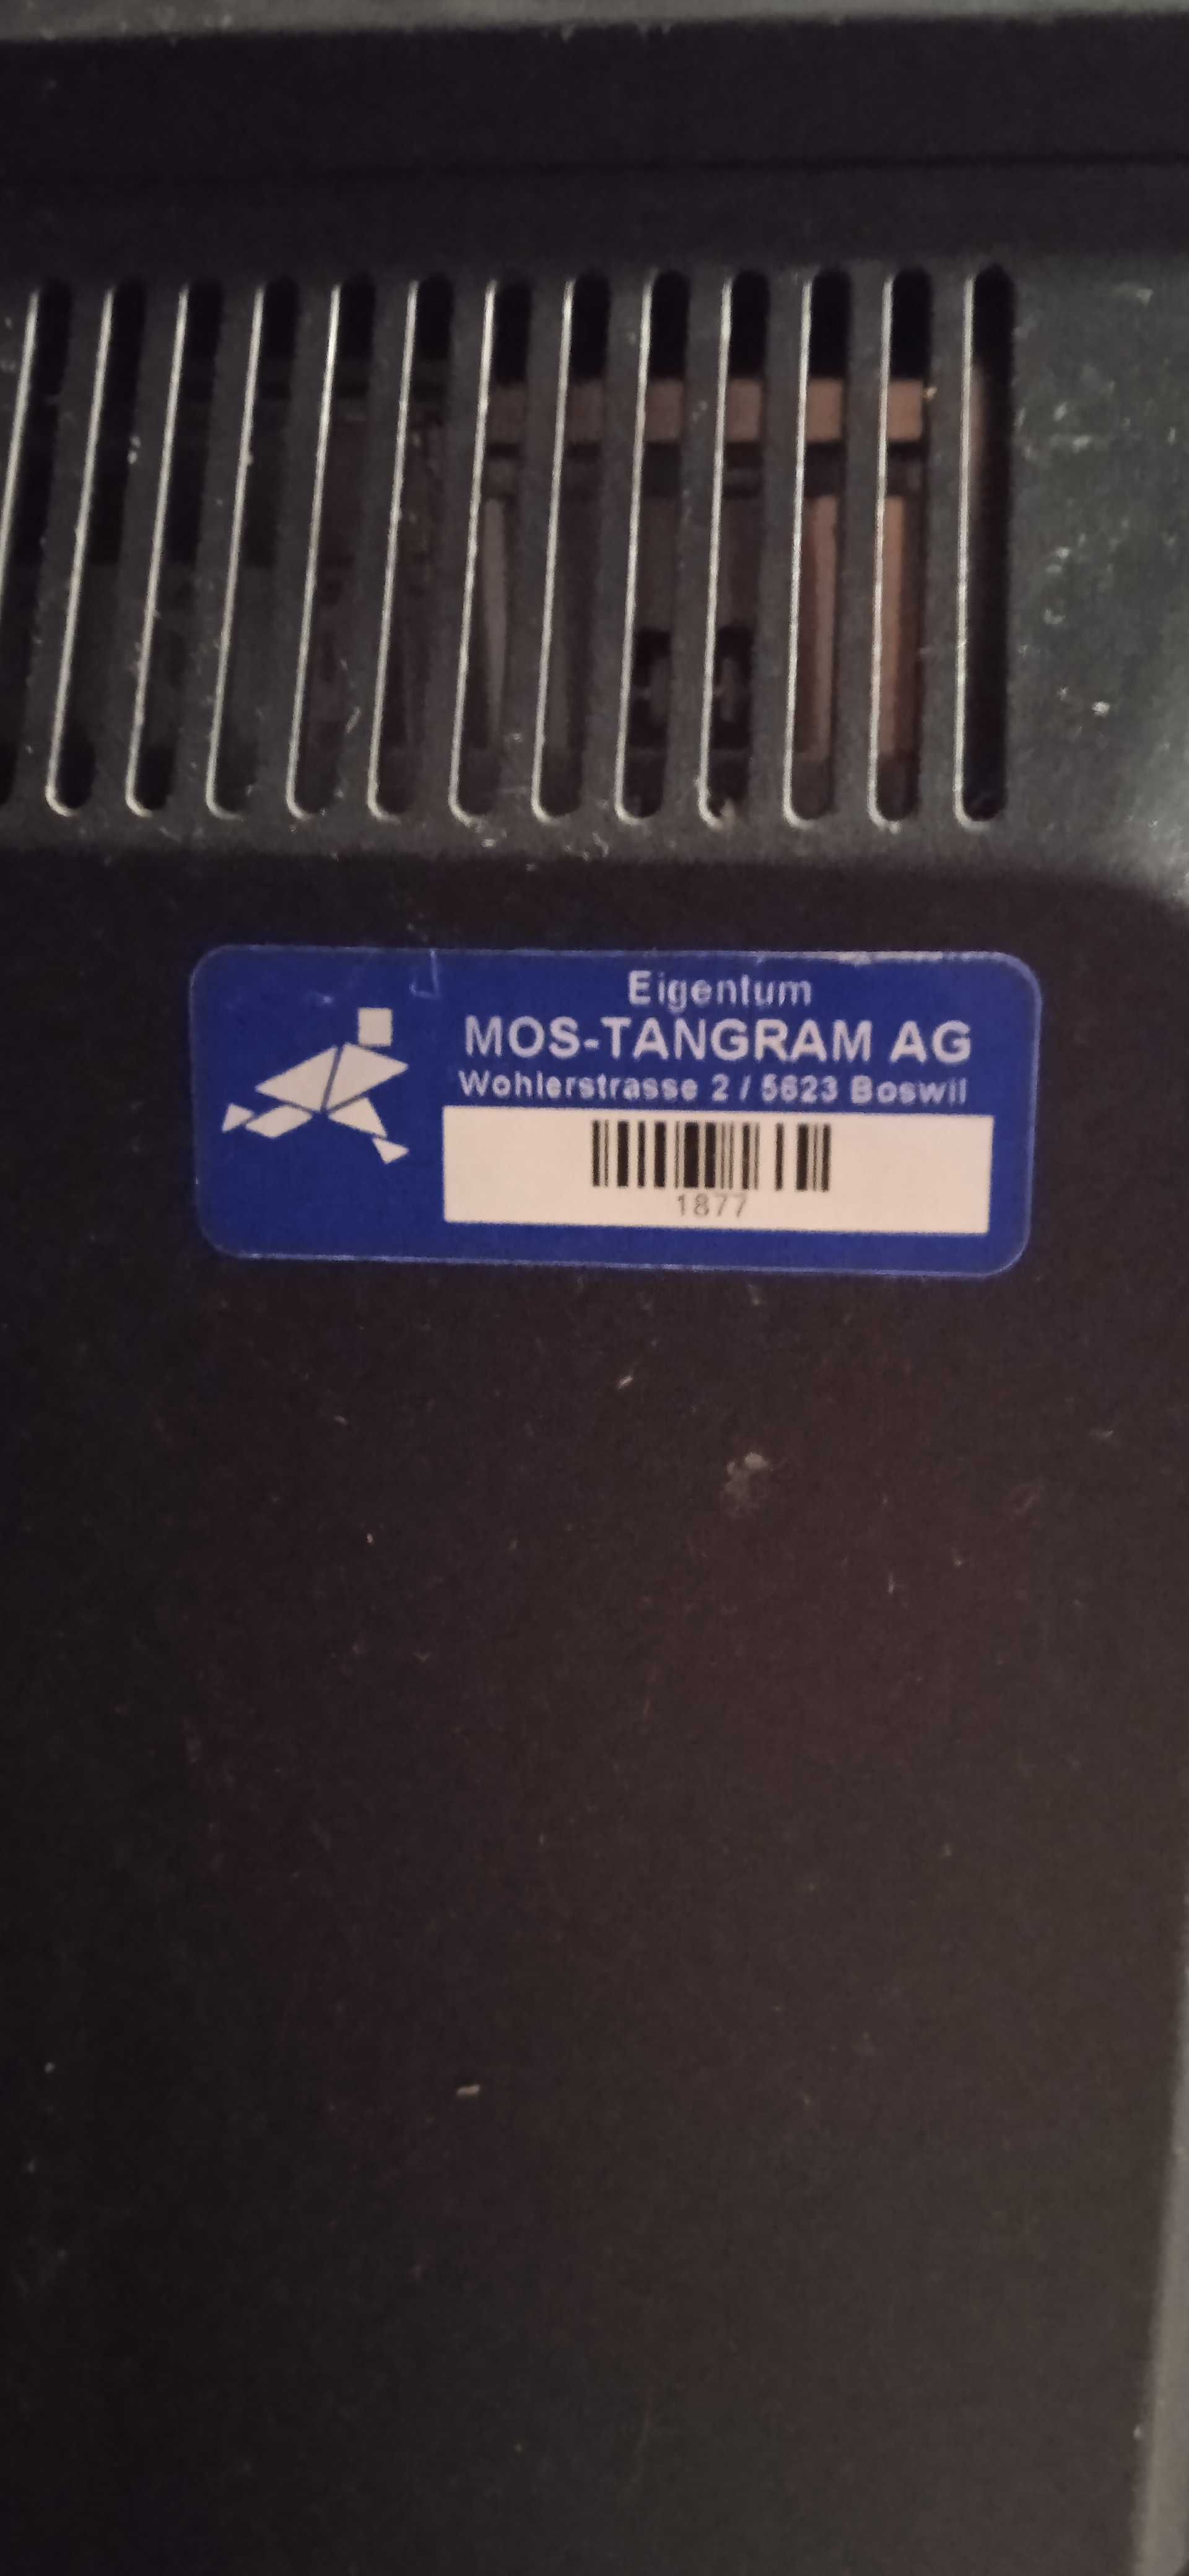 Eigentum
MOS-TANGRAM AG
Wohlerstrasse 2 / 5623 Boswil
1877